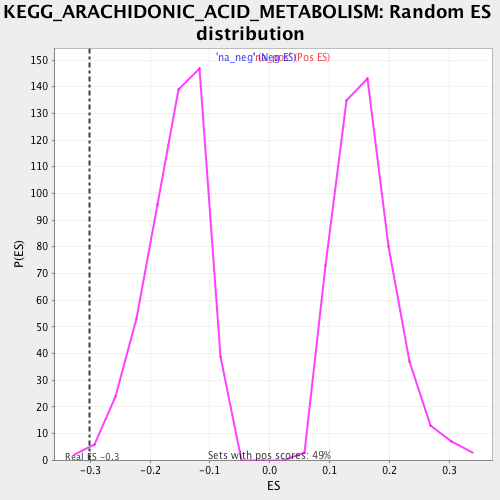 KEGG_ARACHIDONIC_ACID_METABOLISM: Random ES
distribution
'na_neg' (Neg ES)
'na_pos' (Pos ES)
150
140
130
120
110
100
90
80
70
60
50
40
30
20
10
0
P(ES)
Real ES -0.3
Sets with pos scores: 49%
-0.3 -0.2 -0.1 0.0 0.1 0.2 0.3
ES